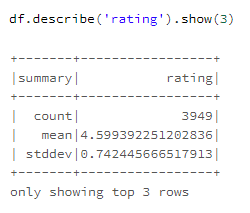 df.describe('rating').show(3)
+-------+-----------------+
|summary|           rating|
+-------+-----------------+
|  count|             3949|
|   mean|4.599392251202836|
| stddev|0.742445666517913|
+-------+-----------------+
only showing top 3 rows